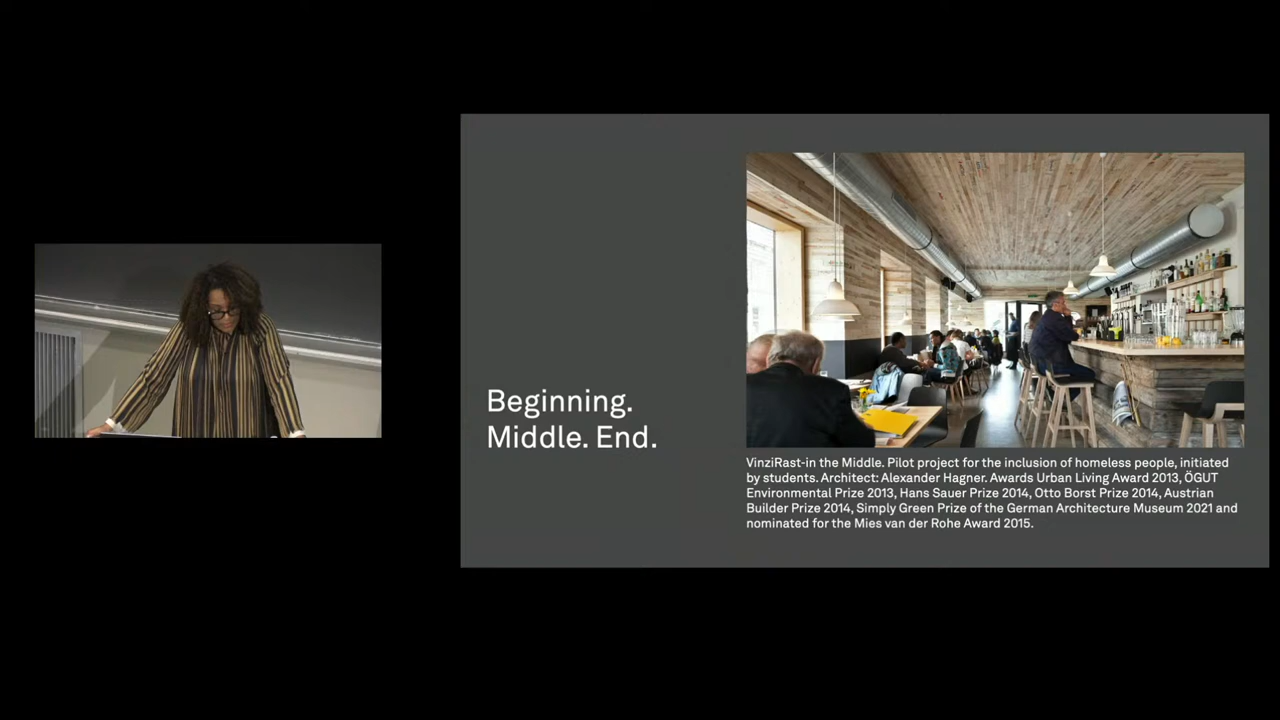 Beginning.
Middle. End.
VinziRast-in the Middle. Pilot project for the inclusion of homeless people, initiated
by students. Architect: Alexander Hagner. Awards Urban Living Award 2013, ÖGUT
Environmental Prize 2013, Hans Sauer Prize 2014, Otto Borst Prize 2014, Austrian
Builder Prize 2014, Simply Green Prize of the German Architecture Museum 2021 and
nominated for the Mies van der Rohe Award 2015.